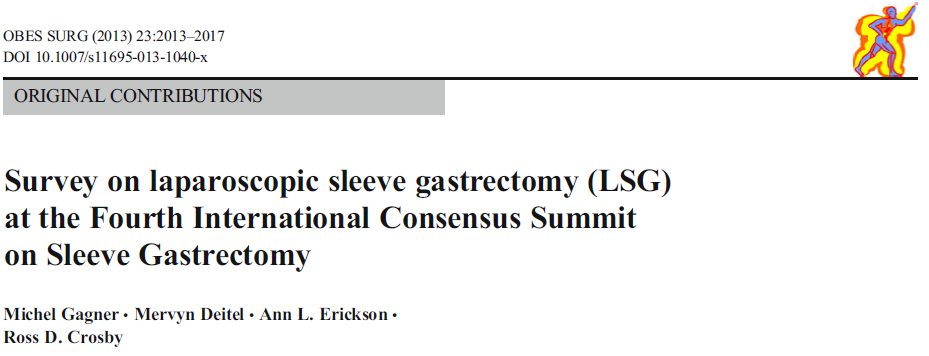 OBES SURG (2013) 23:2013–2017
DOI 10.1007/s11695-013-1040-x
ORIGINAL CONTRIBUTIONS
Survey on laparoscopic sleeve gastrectomy (LSG)
at the Fourth International Consensus Summit
on Sleeve Gastrectomy
Michel Gagner · Mervyn Deitel · Ann L. Erickson ·
Ross D. Crosby